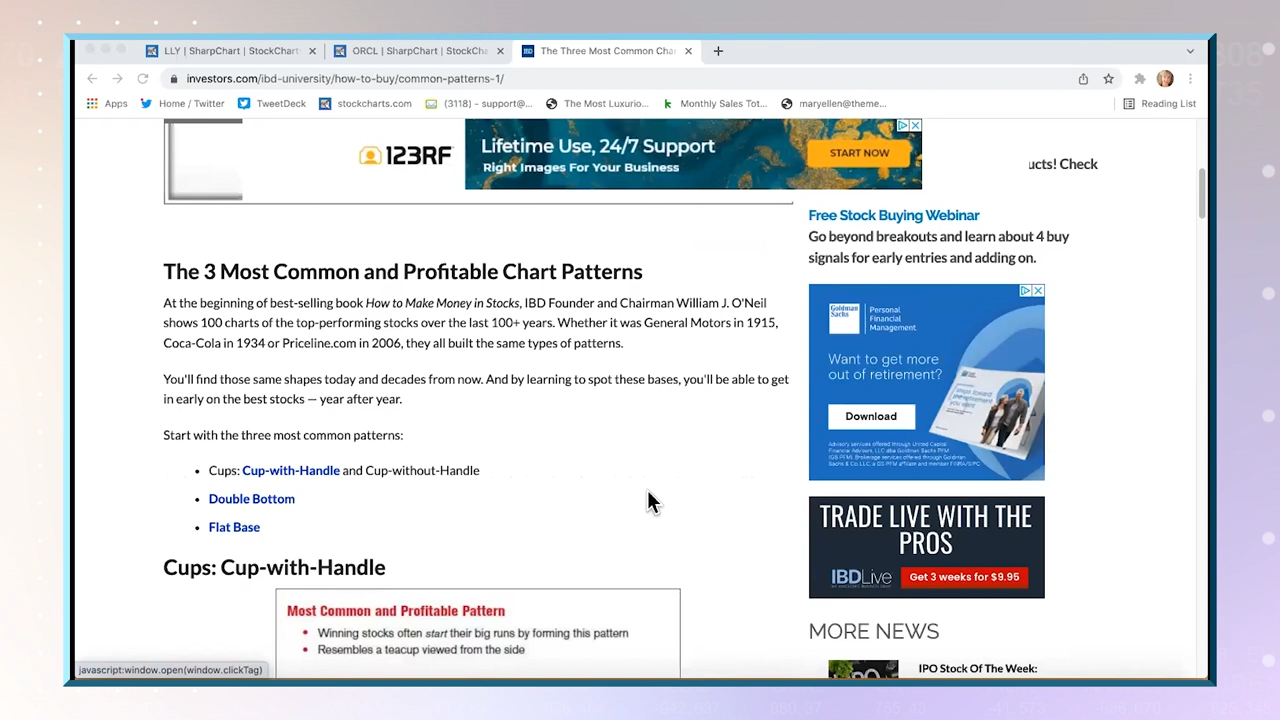 LLY | SharpChart | StockChart
ORCL | SharpChart | StockCha
The Three Most Common Char
investors.com/ibd-university/how-to-buy/common-patterns-1/
Apps
Home / Twitter
TweetDeck
stockcharts.com
(3118) - support@...
The Most Luxurio...
Monthly Sales Tot...
maryellen@theme...
Reading List
123RF
Lifetime Use, 24/7 Support
Right Images For Your Business
START NOW
ucts! Check
Free Stock Buying Webinar
Go beyond breakouts and learn about 4 buy
signals for early entries and adding on.
The 3 Most Common and Profitable Chart Patterns
At the beginning of best-selling book How to Make Money in Stocks, IBD Founder and Chairman William J. O'Neil
shows 100 charts of the top-performing stocks over the last 100+ years. Whether it was General Motors in 1915,
Coca-Cola in 1934 or Priceline.com in 2006, they all built the same types of patterns.
You'll find those same shapes today and decades from now. And by learning to spot these bases, you'll be able to get
in early on the best stocks — year after year.
Start with the three most common patterns:
• Cups: Cup-with-Handle and Cup-without-Handle
• Double Bottom
• Flat Base
Cups: Cup-with-Handle
Most Common and Profitable Pattern
• Winning stocks often start their big runs by forming this pattern
• Resembles a teacup viewed from the side
Goldman
Sachs
Personal
Financial
Management
Want to get more
out of retirement?
Download
TRADE LIVE WITH THE
PROS
IBDLive
Get 3 weeks for $9.95
MORE NEWS
IPO Stock Of The Week:
javascript:window.open(window.clickTag)